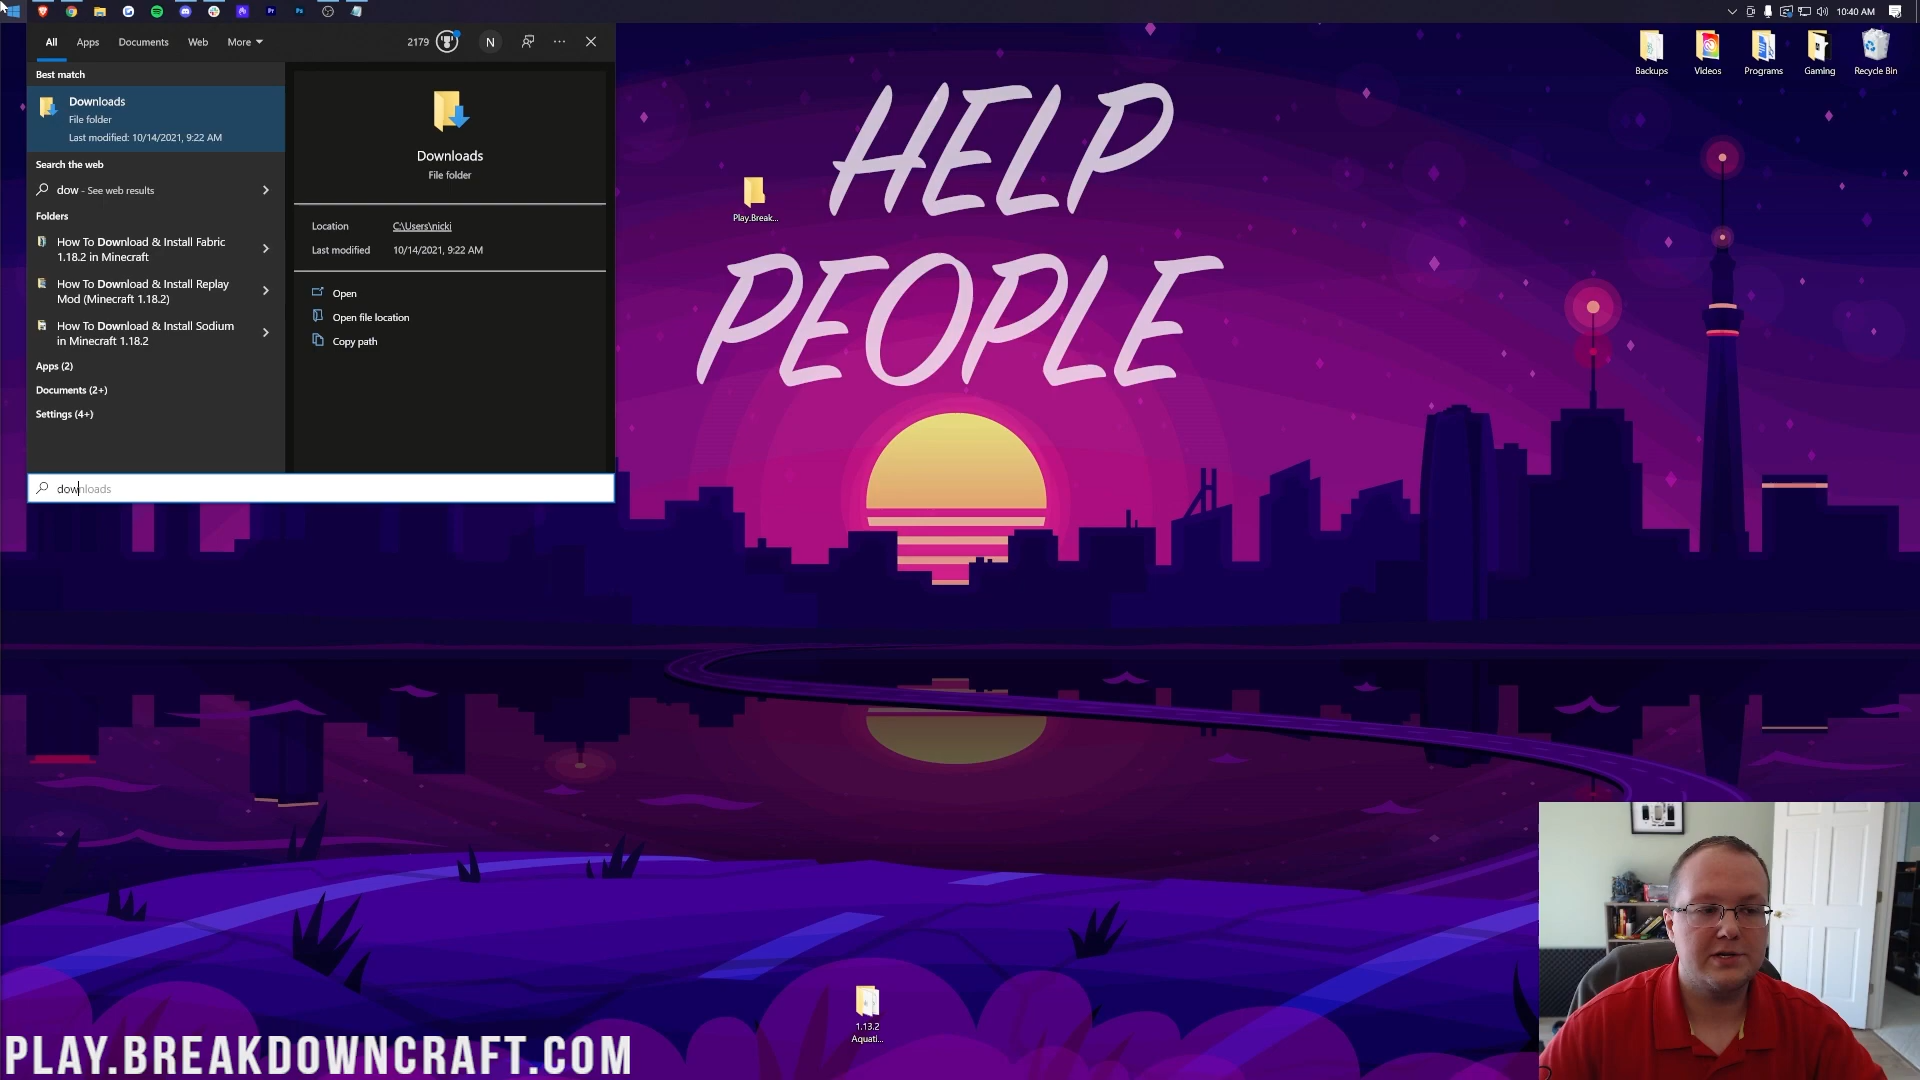 10:40 AM
All Apps Documents Web More
2179
N
Best match
Downloads
File folder
Last modified: 10/14/2021, 9:22 AM
Search the web
dow - See web results
Folders
How To Download & Install Fabric
1.18.2 in Minecraft
How To Download & Install Replay
Mod (Minecraft 1.18.2)
How To Download & Install Sodium
in Minecraft 1.18.2
Apps (2)
Documents (2+)
Settings (4+)
Downloads
File folder
Location C:\Users\nicki
Last modified 10/14/2021, 9:22 AM
Open
Open file location
Copy path
downloads
Backups
Videos
Programs
Gaming
Recycle Bin
HELP
PEOPLE
Play.Break...
1.13.2
Aquati...
PLAY.BREAKDOWNCRAFT.COM